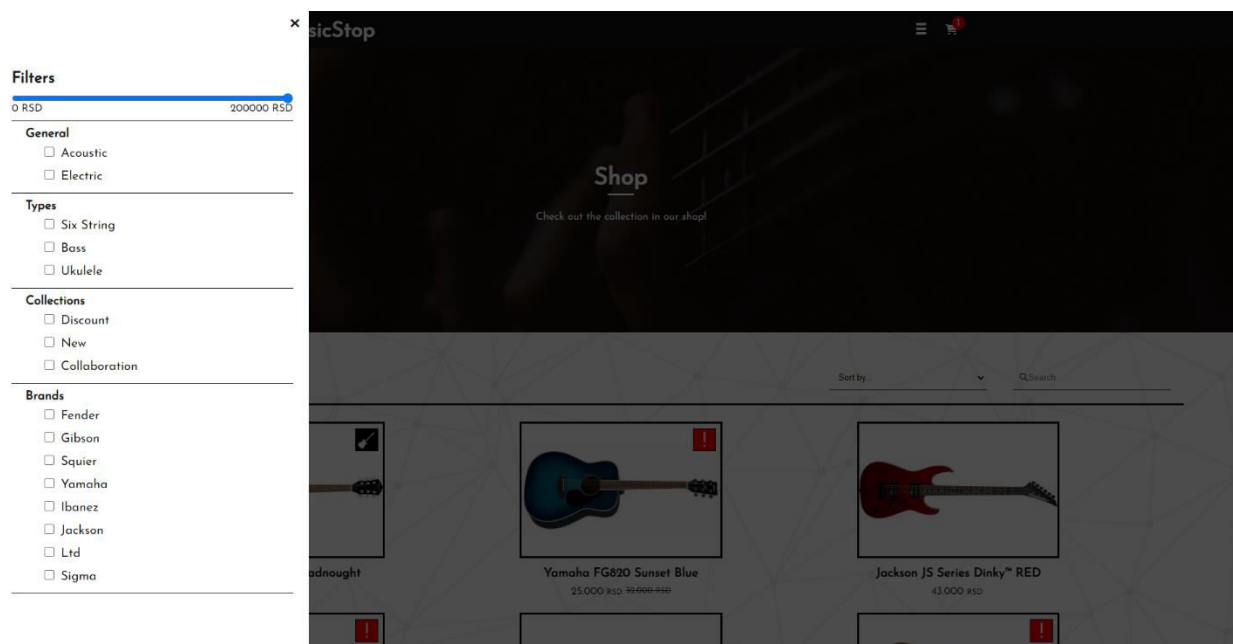 ×
sicStop
1
Filters
0 RSD
200000 RSD
General
Acoustic
Electric
Types
Six String
Bass
Ukulele
Collections
Discount
New
Collaboration
Brands
Fender
Gibson
Squier
Yamaha
Ibanez
Jackson
Ltd
Sigma
Shop
Check out the collection in our shop!
Sort by...
Search
!
adnought
Yamaha FG820 Sunset Blue
25.000 RSD 32.000 RSD
Jackson JS Series Dinky™ RED
43.000 RSD
!
!